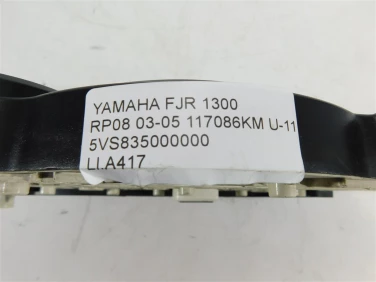 YAMAHA FJR 1300
RP08 03-05 117086KM U-11
5VS835000000
LLA417